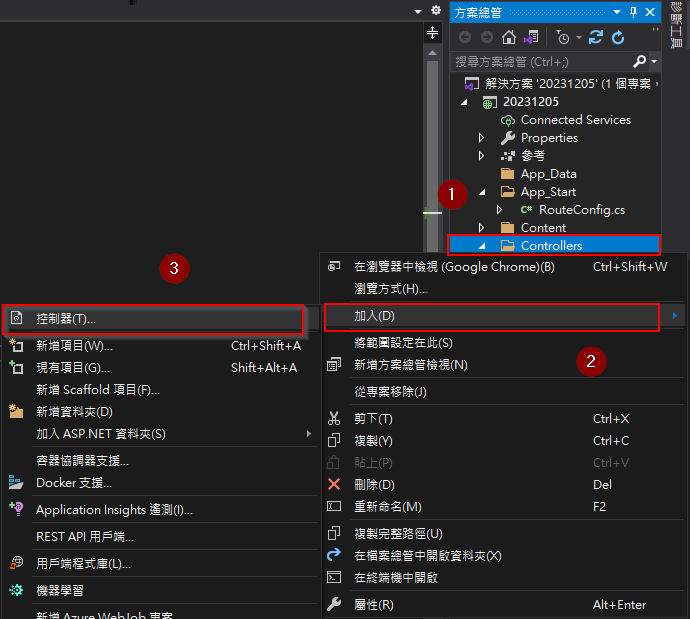 方案總管
診斷工具
搜尋方案總管 (Ctrl+;)
解決方案 '20231205' (1 個專案，
20231205
Connected Services
Properties
參考
App_Data
App_Start
C# RouteConfig.cs
Content
Controllers
1
在瀏覽器中檢視 (Google Chrome)(B) Ctrl+Shift+W
瀏覽方式(H)...
加入(D)
將範圍設定在此(S)
新增方案總管檢視(N)
2
從專案移除(J)
剪下(T) Ctrl+X
複製(Y) Ctrl+C
貼上(P) Ctrl+V
刪除(D) Del
重新命名(M) F2
複製完整路徑(U)
在檔案總管中開啟資料夾(X)
在終端機中開啟
屬性(R) Alt+Enter
3
控制器(T)...
新增項目(W)... Ctrl+Shift+A
現有項目(G)... Shift+Alt+A
新增 Scaffold 項目(F)...
新增資料夾(D)
加入 ASP.NET 資料夾(S)
容器協調器支援...
Docker 支援...
Application Insights 遙測(I)...
REST API 用戶端...
用戶端程式庫(L)...
機器學習
新增 Azure WebJob 專案